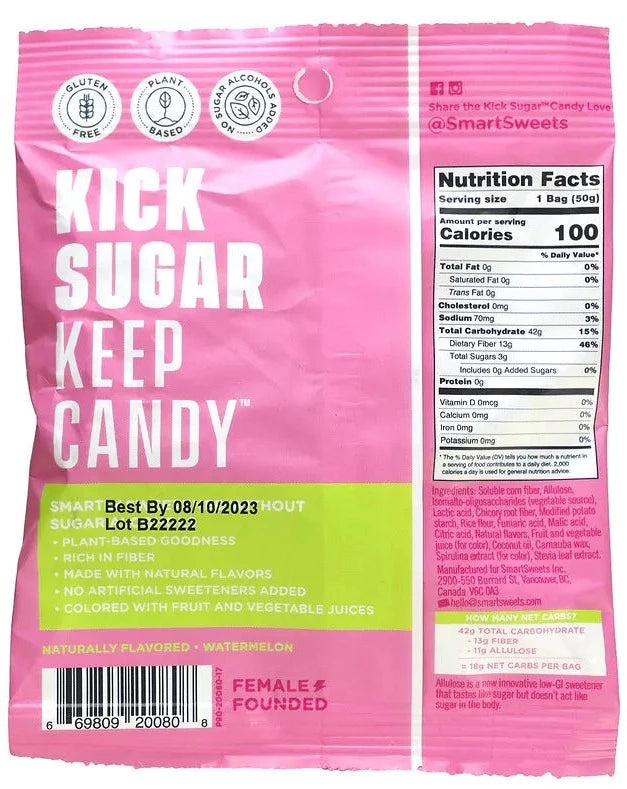 GLUTEN FREE
PLANT BASED
NO SUGAR ALCOHOLS ADDED
KICK
SUGAR
KEEP
CANDY™
Best By 08/10/2023
Lot B22222
SMART
HOUT
SUGAR
• PLANT-BASED GOODNESS
• RICH IN FIBER
• MADE WITH NATURAL FLAVORS
• NO ARTIFICIAL SWEETENERS ADDED
• COLORED WITH FRUIT AND VEGETABLE JUICES
NATURALLY FLAVORED • WATERMELON
6 69809 20080 8
P90-20080-17
FEMALE
FOUNDED
Share the Kick Sugar™ Candy Love
@SmartSweets
Nutrition Facts
Serving size 1 Bag (50g)
Amount per serving
Calories 100
% Daily Value*
Total Fat 0g 0%
Saturated Fat 0g 0%
Trans Fat 0g
Cholesterol 0mg 0%
Sodium 70mg 3%
Total Carbohydrate 42g 15%
Dietary Fiber 13g 46%
Total Sugars 3g
Includes 0g Added Sugars 0%
Protein 0g
Vitamin D 0mcg 0%
Calcium 0mg 0%
Iron 0mg 0%
Potassium 0mg 0%
* The % Daily Value (DV) tells you how much a nutrient in
a serving of food contributes to a daily diet. 2,000
calories a day is used for general nutrition advice.
Ingredients: Soluble corn fiber, Allulose,
Isomalto-oligosaccharides (vegetable source),
Lactic acid, Chicory root fiber, Modified potato
starch, Rice flour, Fumaric acid, Malic acid,
Citric acid, Natural flavors, Fruit and vegetable
juice (for color), Coconut oil, Carnauba wax,
Spirulina extract (for color), Stevia leaf extract.
Manufactured for SmartSweets Inc.
2900-550 Burrard St, Vancouver, BC,
Canada V6C 0A3
hello@smartsweets.com
HOW MANY NET CARBS?
42g TOTAL CARBOHYDRATE
- 13g FIBER
- 11g ALLULOSE
= 18g NET CARBS PER BAG
Allulose is a new innovative low-GI sweetener
that tastes like sugar but doesn't act like
sugar in the body.